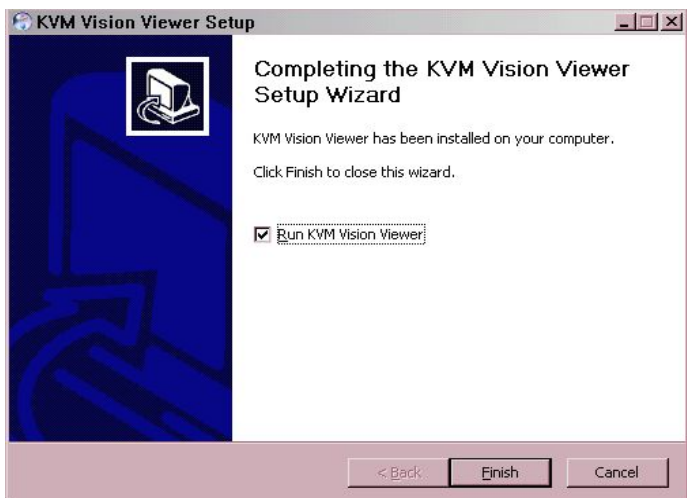 KVM Vision Viewer Setup
Completing the KVM Vision Viewer
Setup Wizard
KVM Vision Viewer has been installed on your computer.
Click Finish to close this wizard.
Run KVM Vision Viewer
< Back
Finish
Cancel